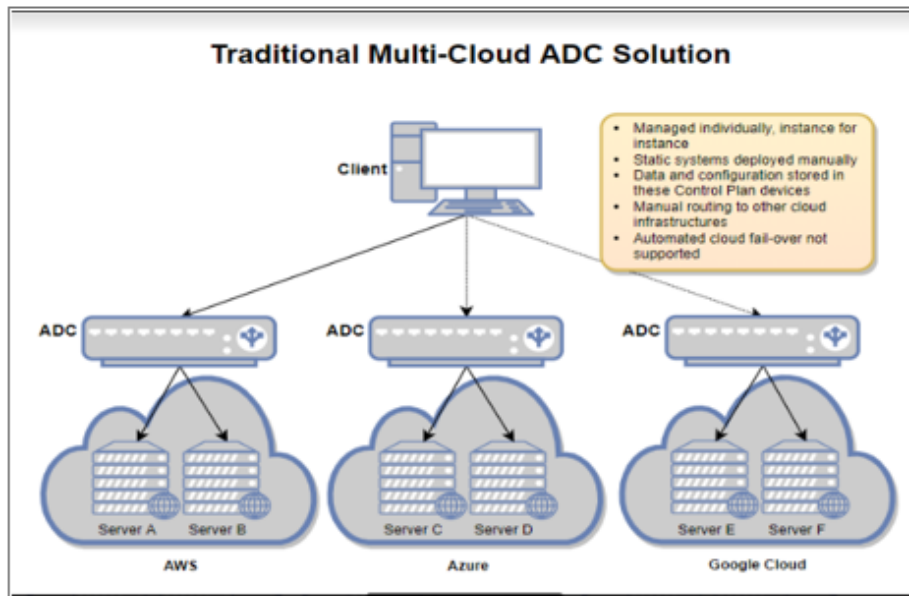 Traditional Multi-Cloud ADC Solution
Client
• Managed individually, instance for
instance
• Static systems deployed manually
• Data and configuration stored in
these Control Plan devices
• Manual routing to other cloud
infrastructures
• Automated cloud fail-over not
supported
ADC
ADC
ADC
Server A
Server B
Server C
Server D
Server E
Server F
AWS
Azure
Google Cloud